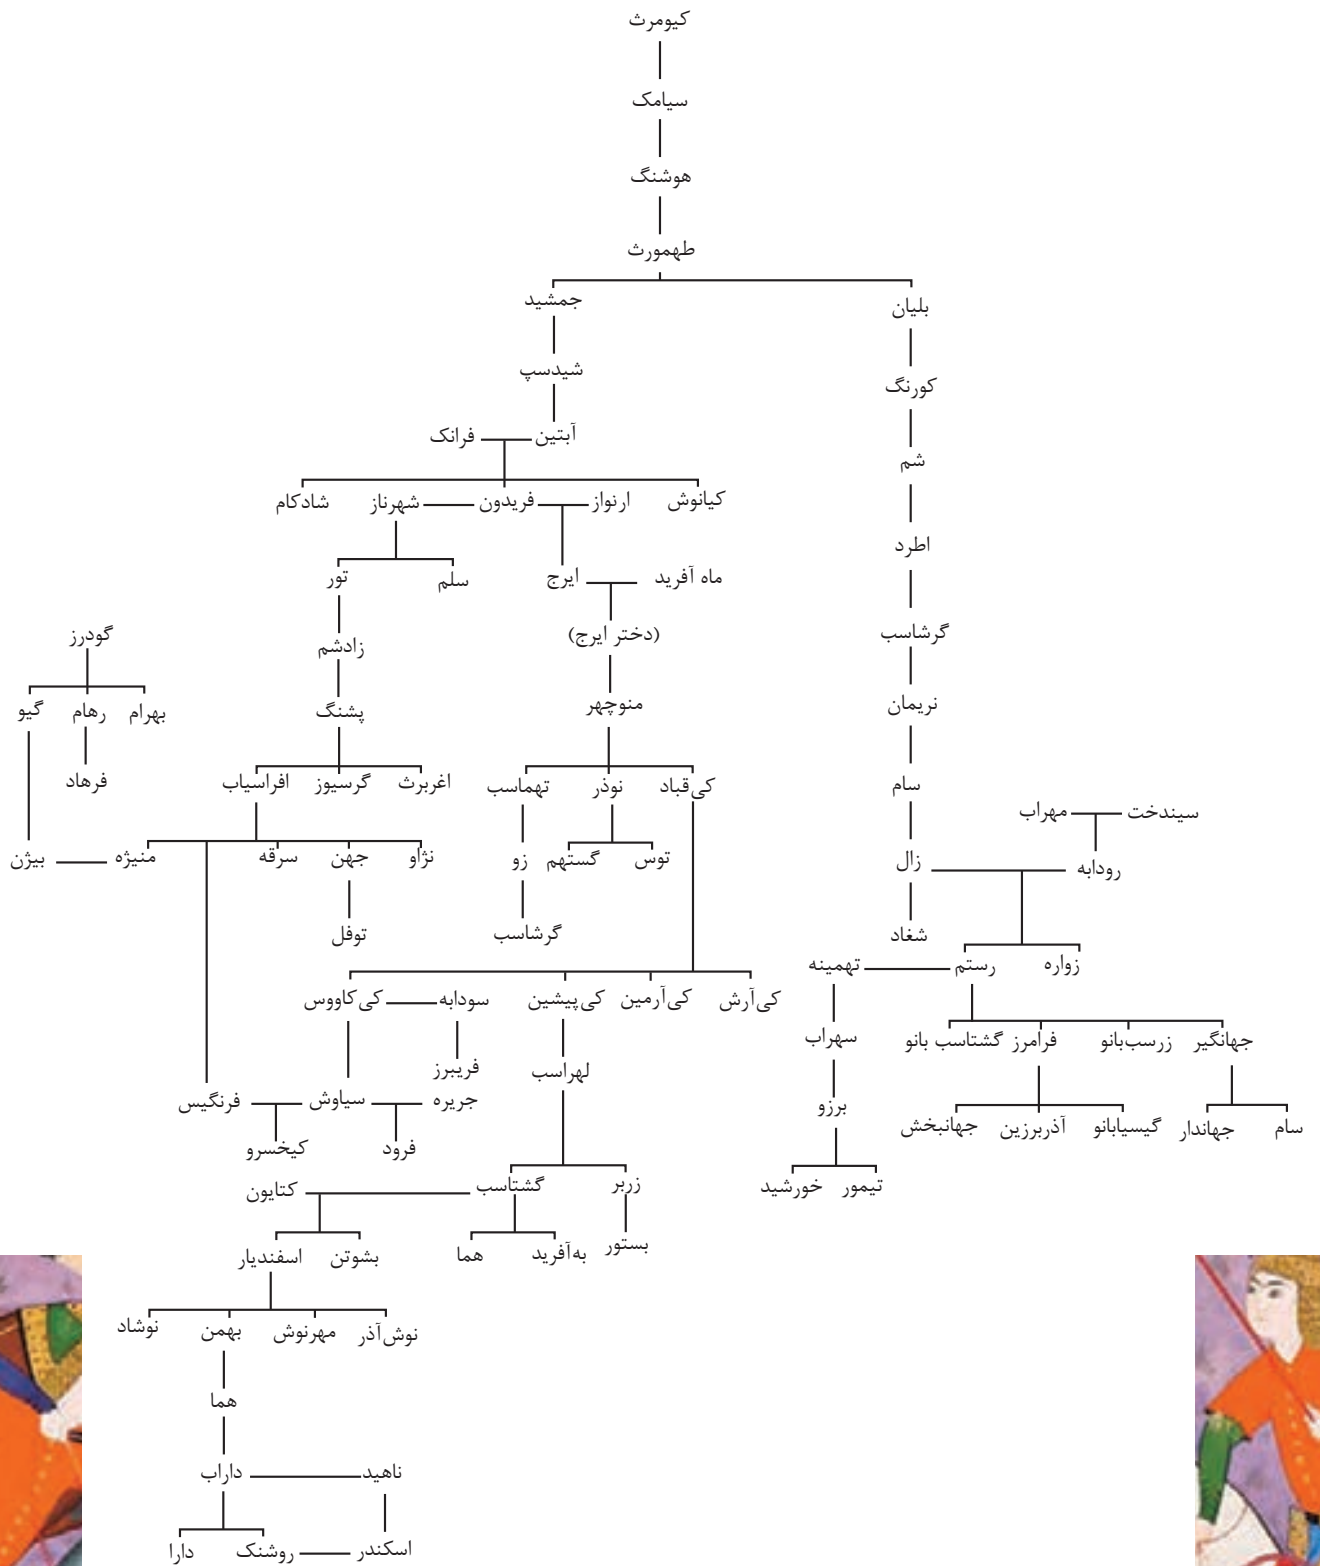 کیومرث
سیامک
هوشنگ
طهمورث
بلیان
جمشید
کورنگ
شیدسپ
آبتین
فرانک
شم
کیانوش
ارنواز
فریدون
شهرناز
شادکام
اطرد
ماه آفرید
ایرج
سلم
تور
گرشاسب
(دختر ایرج)
زادشم
گودرز
نریمان
منوچهر
پشنگ
بهرام
رهام
گیو
سام
کی‌قباد
نوذر
تهماسب
اغربرث
گرسیوز
افراسیاب
فرهاد
سیندخت
مهراب
زال
رودابه
توس
گستهم
زو
نژاو
جهن
سرقه
منیژه
بیژن
شغاد
گرشاسب
توفل
زواره
رستم
تهمینه
کی‌آرش
کی‌آرمین
کی‌پیشین
سودابه
کی‌کاووس
جهانگیر
زرسب‌بانو
فرامرز
گشتاسب بانو
سهراب
لهراسب
فریبرز
جریره
سیاوش
فرنگیس
سام
جهاندار
گیسیابانو
آذربرزین
جهانبخش
برزو
فرود
کیخسرو
تیمور
خورشید
زربر
گشتاسب
کتایون
بستور
به‌آفرید
هما
بشوتن
اسفندیار
نوش‌آذر
مهرنوش
بهمن
نوشاد
هما
ناهید
داراب
اسکندر
روشنک
دارا